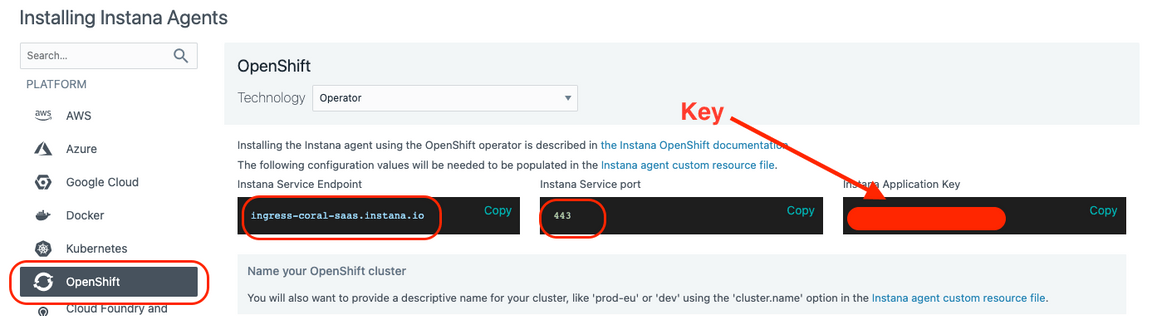 Installing Instana Agents
Search...
PLATFORM
aws AWS
Azure
Google Cloud
Docker
Kubernetes
OpenShift
Cloud Foundry and
OpenShift
Technology Operator
Key
Installing the Instana agent using the OpenShift operator is described in the Instana OpenShift documentation.
The following configuration values will be needed to be populated in the Instana agent custom resource file.
Instana Service Endpoint
ingress-coral-saas.instana.io Copy
Instana Service port
443 Copy
Instana Application Key
Copy
Name your OpenShift cluster
You will also want to provide a descriptive name for your cluster, like 'prod-eu' or 'dev' using the 'cluster.name' option in the Instana agent custom resource file.